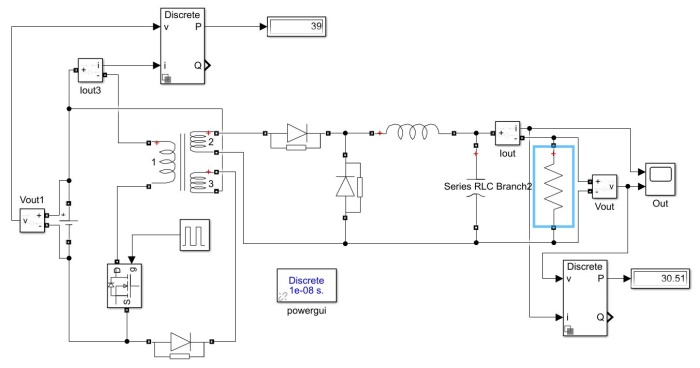 Discrete
v
P
39
i
Q
i
Iout3
1
2
3
Vout1
v
D
g
S
Discrete
1e-08 s.
powergui
i
Iout
Series RLC Branch2
v
Vout
Out
Discrete
v
P
30.51
i
Q